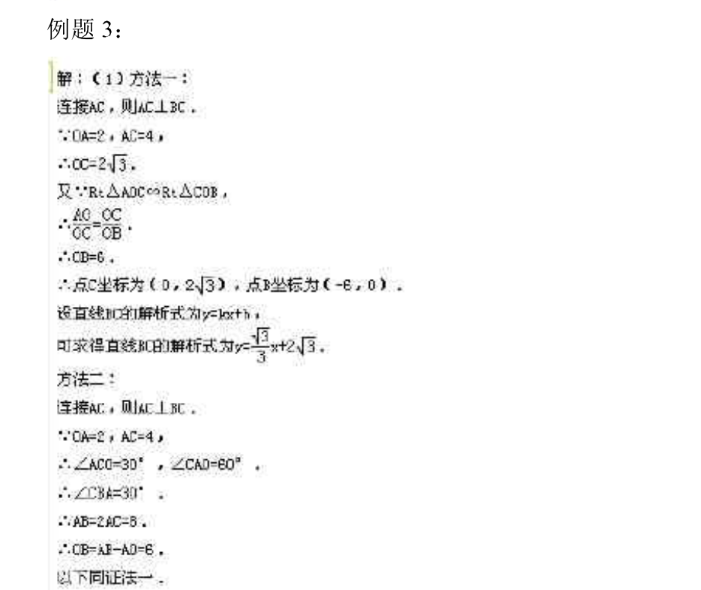 例题 3：
解：（1）方法一：
连接AC，则AC⊥BC．
∵OA=2，AC=4，
∴OC=2√3．
又∵Rt△AOC∽Rt△COB，
∴AO/OC=OC/OB．
∴OB=6．
∴点C坐标为（0，2√3），点B坐标为（-6，0）．
设直线BC的解析式为y=kx+b，
可求得直线BC的解析式为y=√3/3x+2√3．
方法二：
连接AC，则AC⊥BC．
∵OA=2，AC=4，
∴∠ACO=30°，∠CAO=60°．
∴∠CBA=30°．
∴AB=2AC=8．
∴OB=AB-AO=6．
以下同证法一．